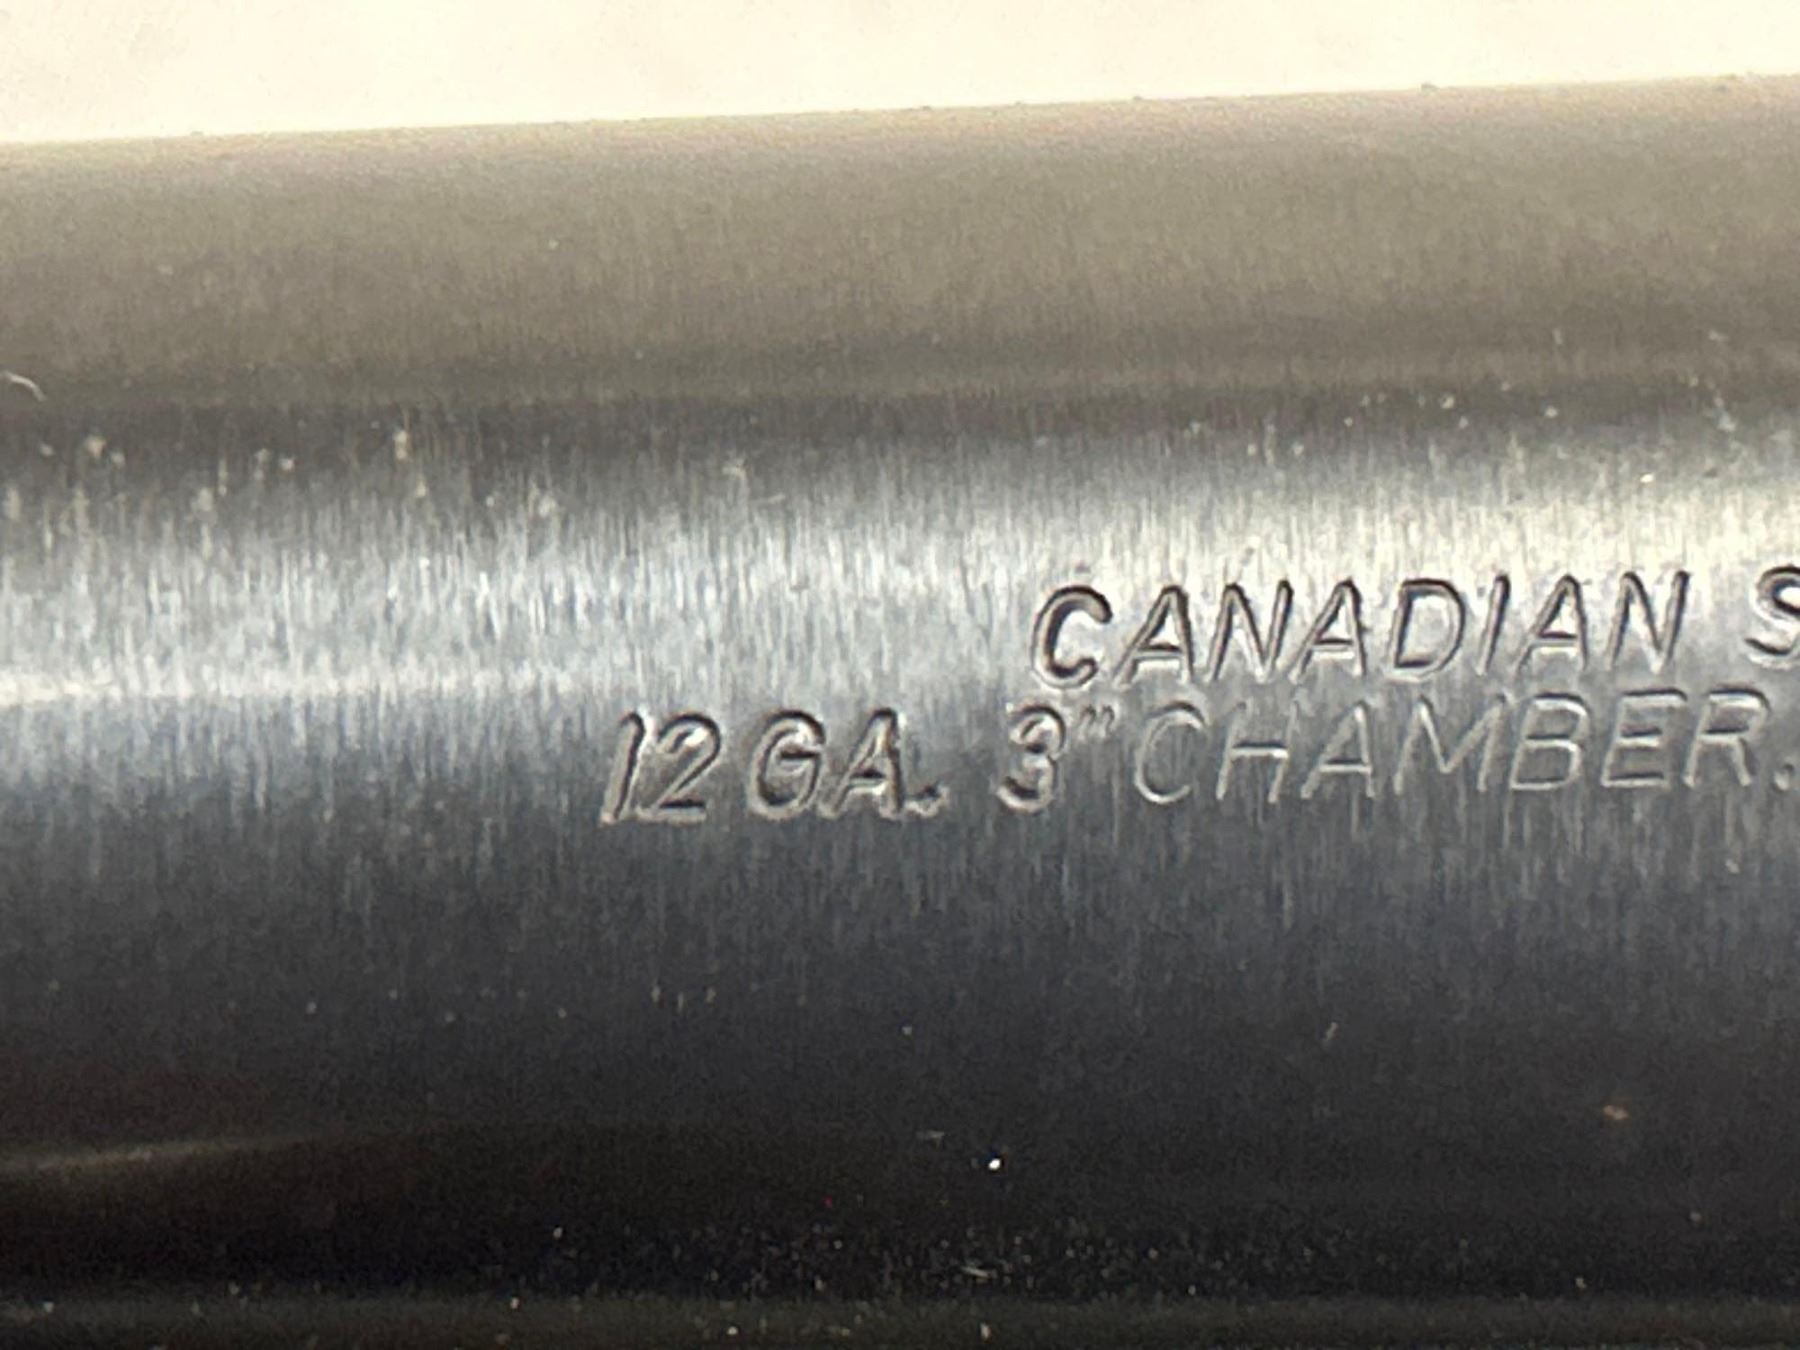 CANADIAN S
12 GA. 3" CHAMBER.